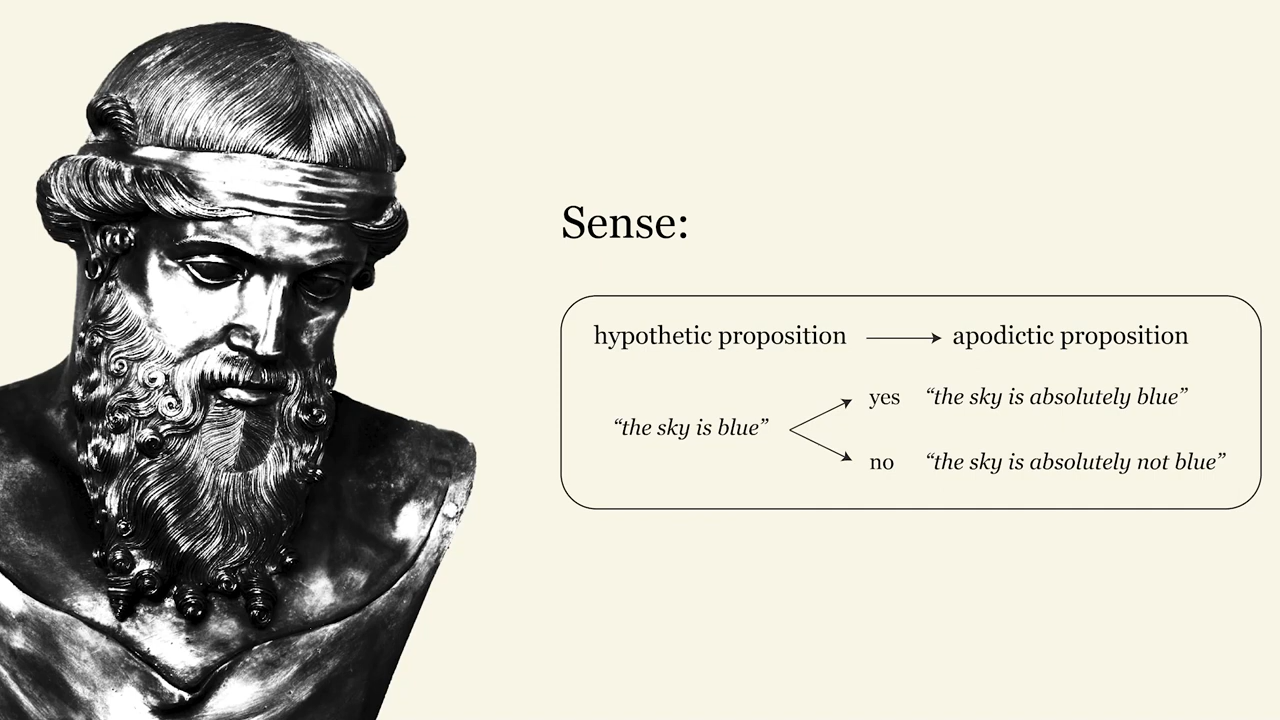 Sense:
hypothetic proposition
apodictic proposition
“the sky is blue”
yes “the sky is absolutely blue”
no “the sky is absolutely not blue”